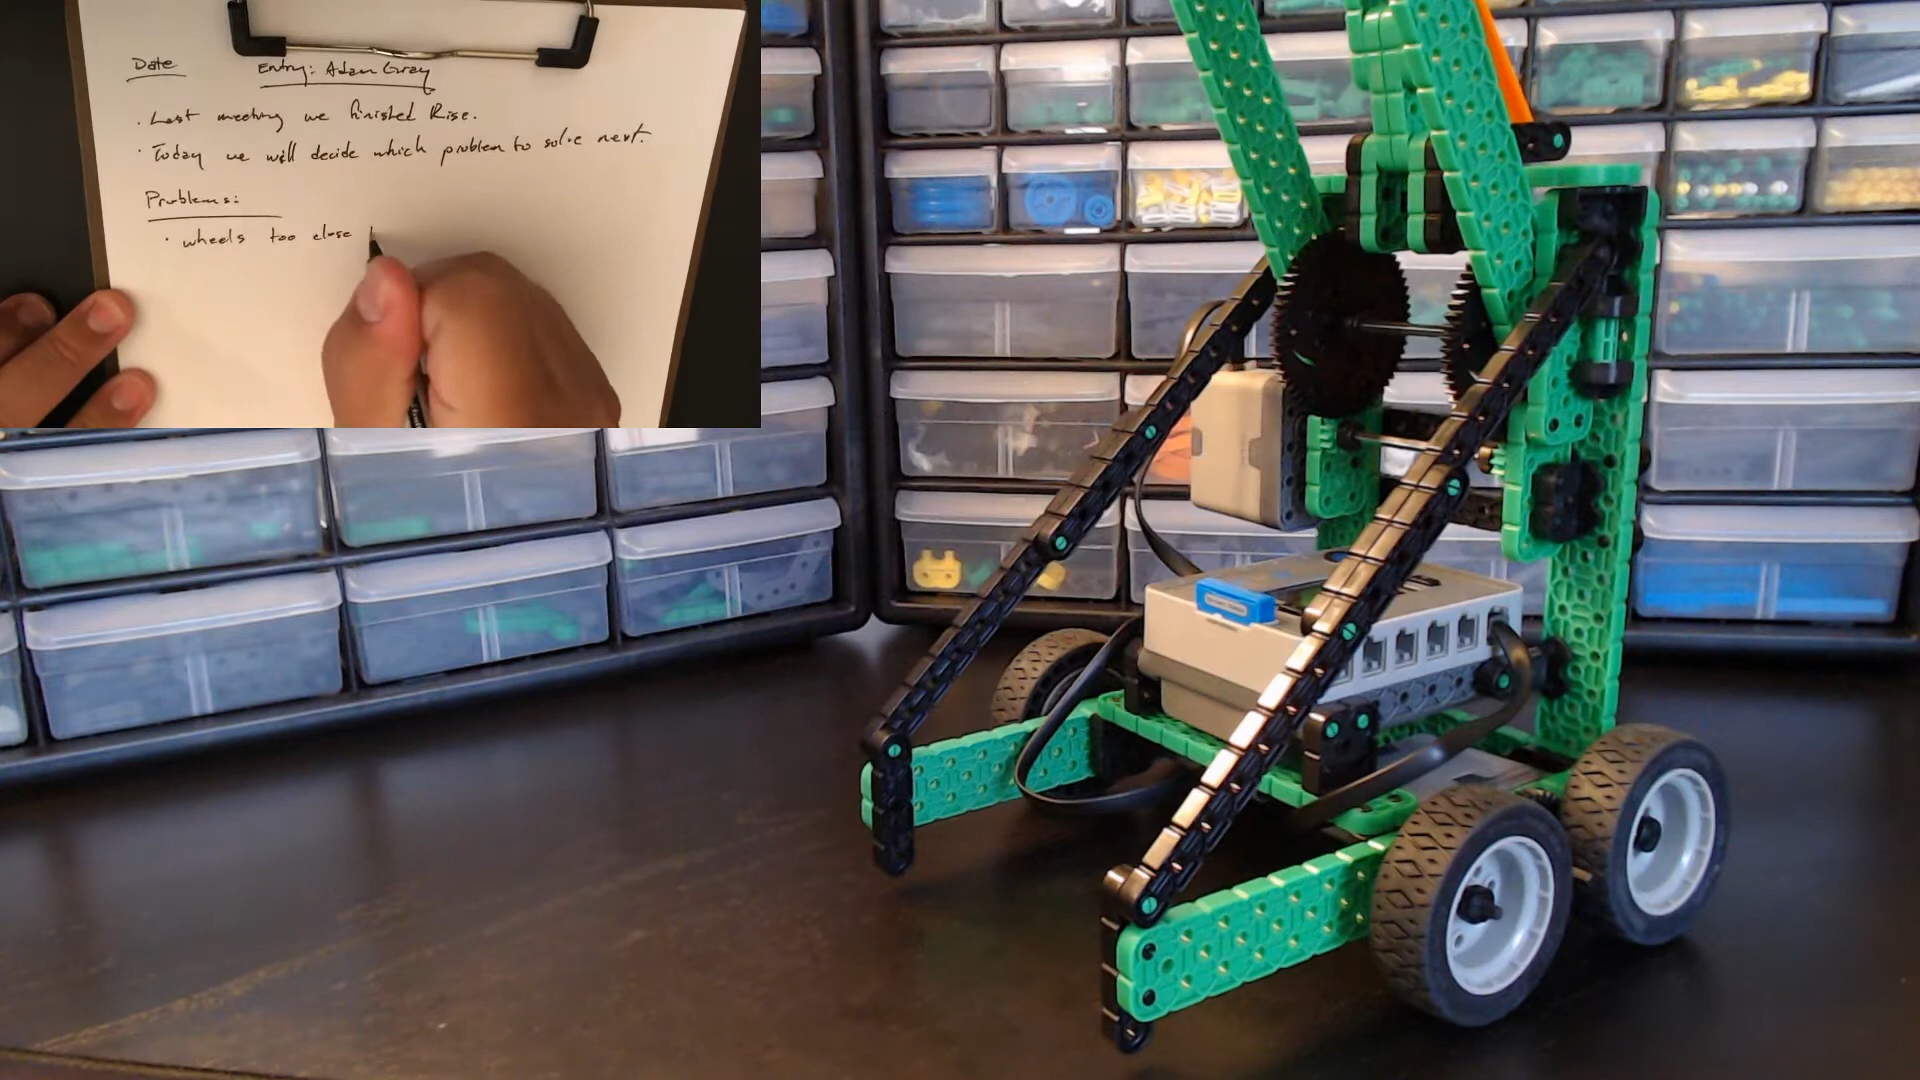 Date
Entry: Adam Gray
· Last meeting we finished Rise.
· Today we will decide which problem to solve next.
Problems:
· wheels too close